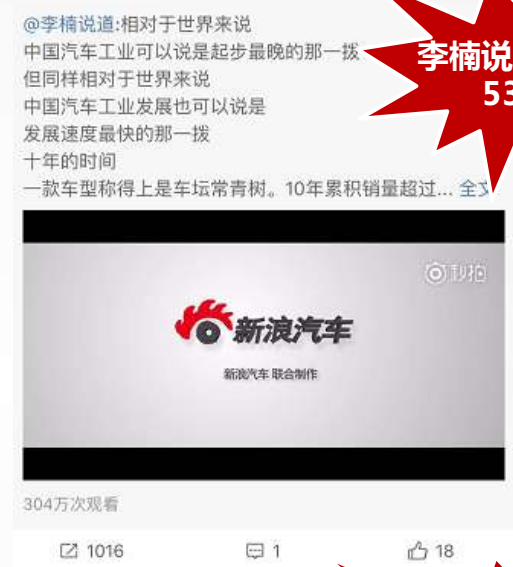 @李楠说道:相对于世界来说
中国汽车工业可以说是起步最晚的那一拨
但同样相对于世界来说
中国汽车工业发展也可以说是
发展速度最快的那一拨
十年的时间
一款车型称得上是车坛常青树。10年累积销量超过... 全文
李楠说
53
秒拍
新浪汽车
新浪汽车 联合制作
304万次观看
1016
1
18